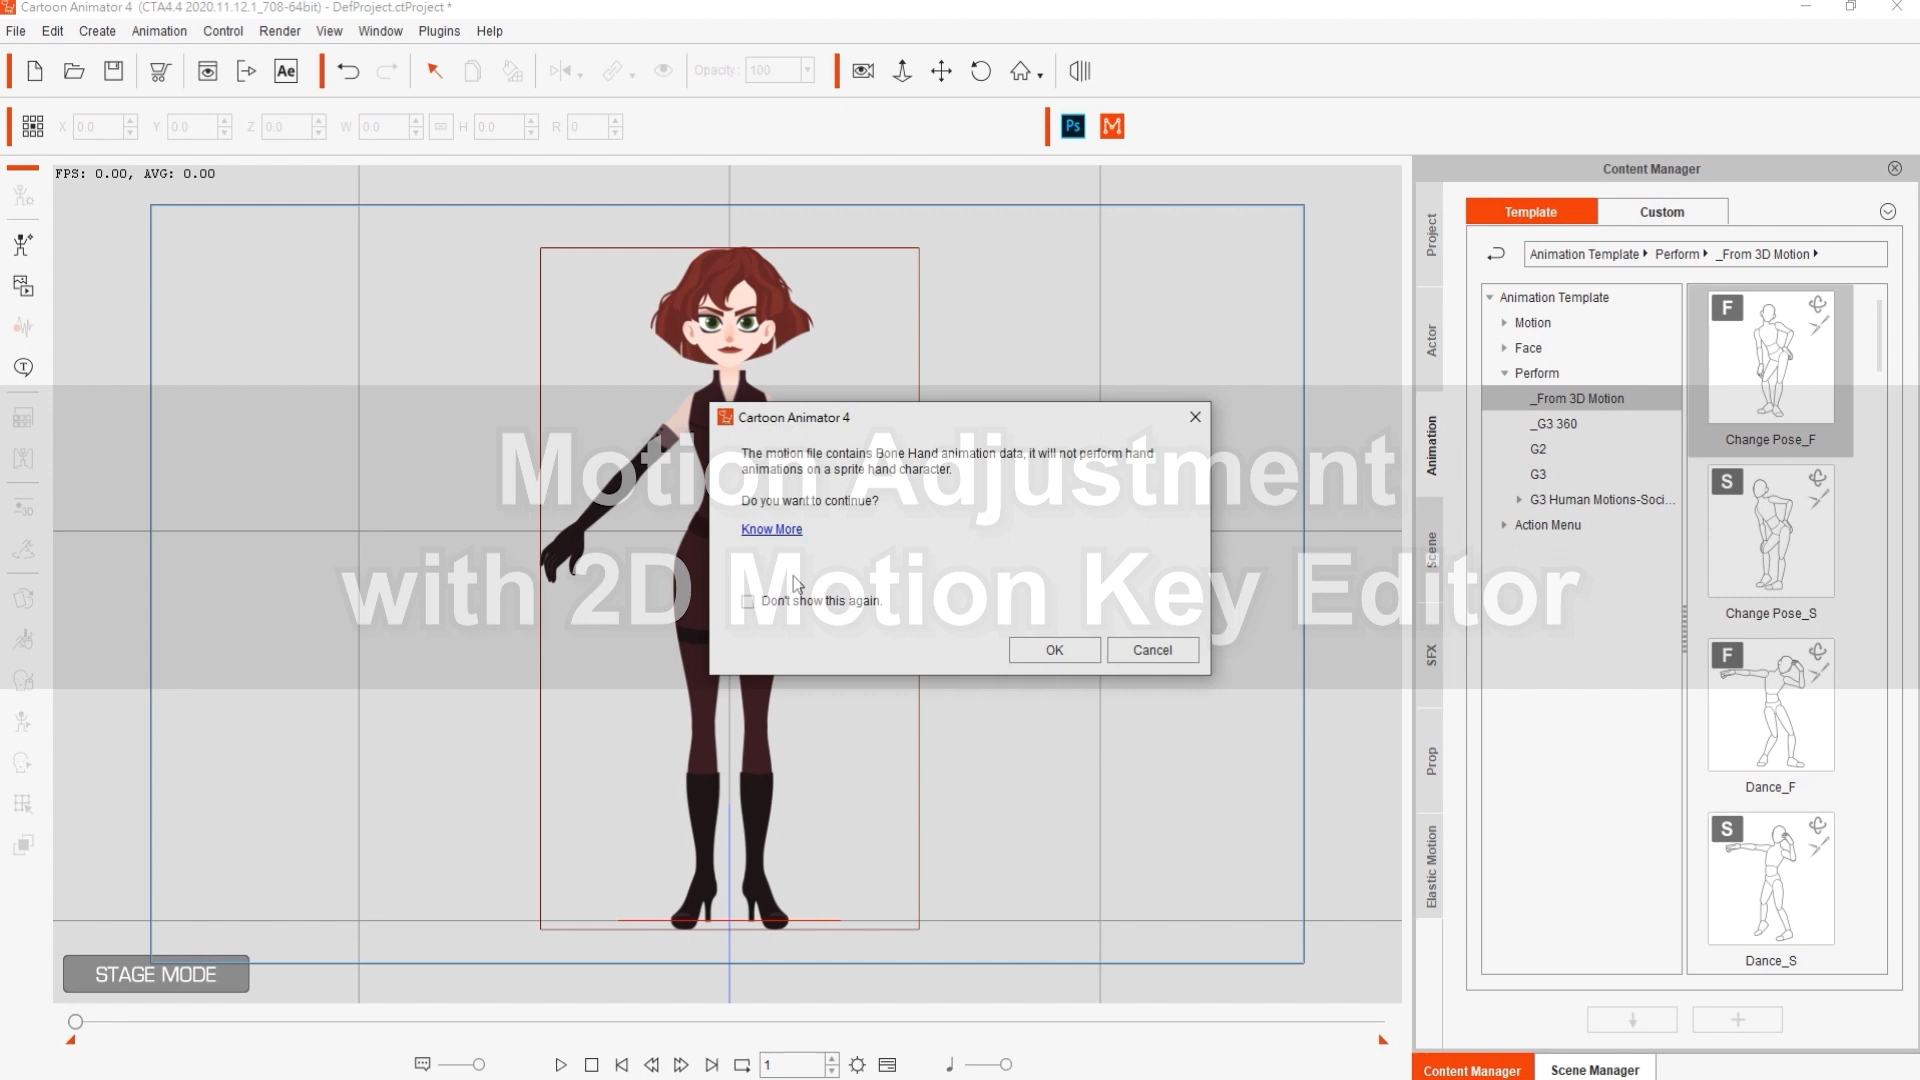 Cartoon Animator 4 (CTA4.4 2020.11.12.1_708-64bit) - DefProject.ctProject *
File Edit Create Animation Control Render View Window Plugins Help
Ae Opacity : 100
X 0.0 Y 0.0 Z 0.0 W 0.0 H 0.0 R 0 Ps
FPS: 0.00, AVG: 0.00
Content Manager
Template Custom
Animation Template Perform _From 3D Motion
Project
Actor
Animation
Scene
SFX
Prop
Elastic Motion
Animation Template
Motion
Face
Perform
_From 3D Motion
_G3 360
G2
G3
G3 Human Motions-Soci...
Action Menu
F
Change Pose_F
S
Change Pose_S
F
Dance_F
S
Dance_S
Cartoon Animator 4
The motion file contains Bone Hand animation data, it will not perform hand
animations on a sprite hand character.
Do you want to continue?
Know More
Don't show this again.
OK Cancel
Motion Adjustment
with 2D Motion Key Editor
STAGE MODE
1
Content Manager Scene Manager